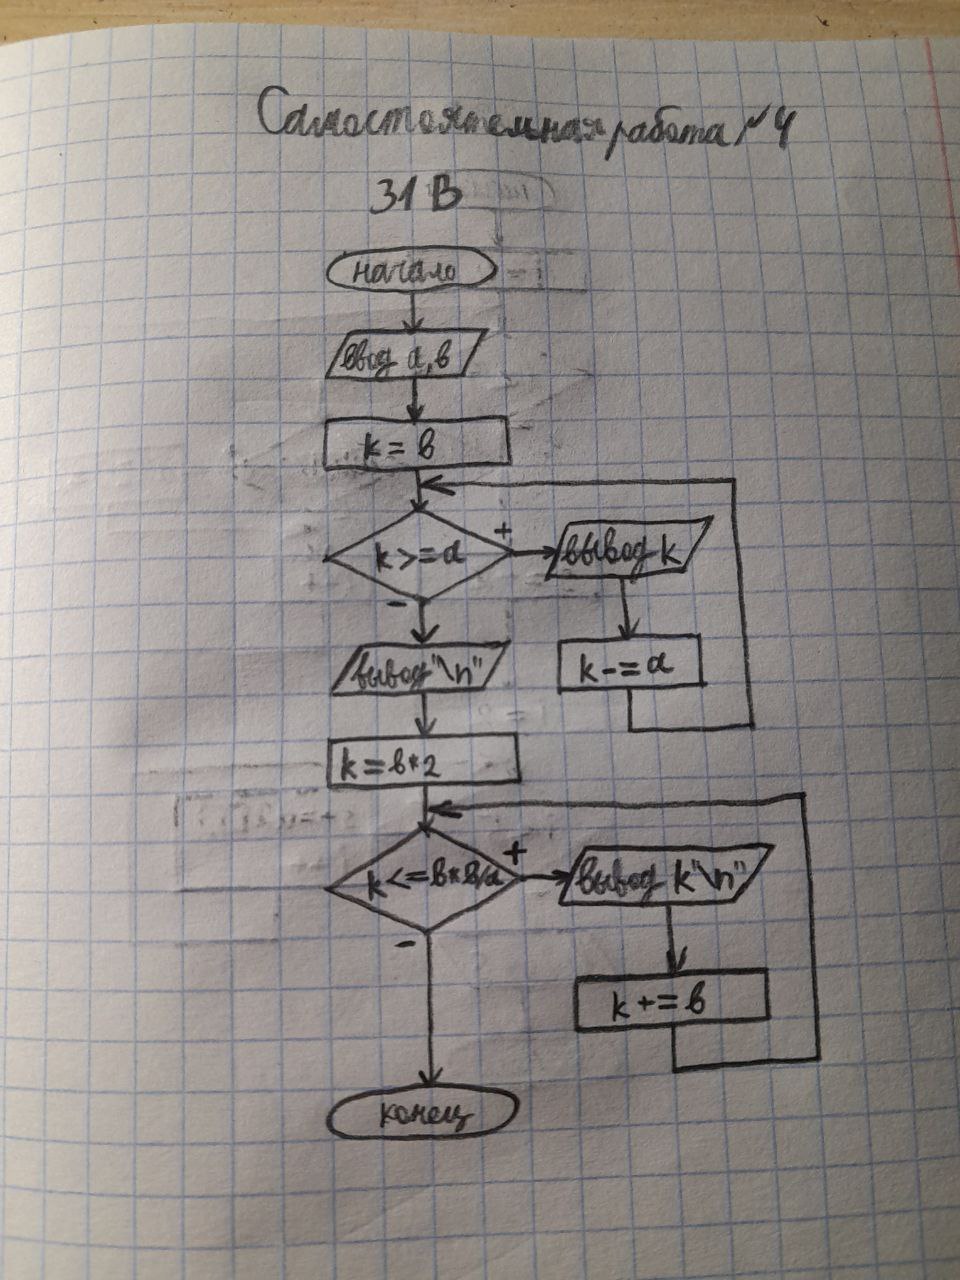 Самостоятельная работа №4
31 В
начало
ввод a, в
k = в
k >= a
+
вывод k
-
k -= a
вывод "\n"
k = в*2
k <= в*в/a
+
вывод k "\n"
-
k += в
конец